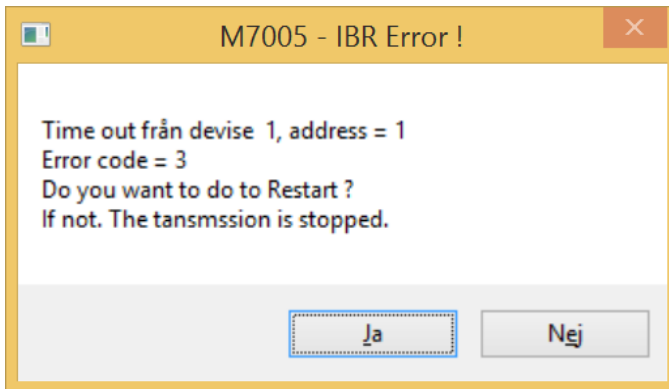 M7005 - IBR Error !
Time out från devise 1, address = 1
Error code = 3
Do you want to do to Restart ?
If not. The tansmssion is stopped.
Ja
Nej